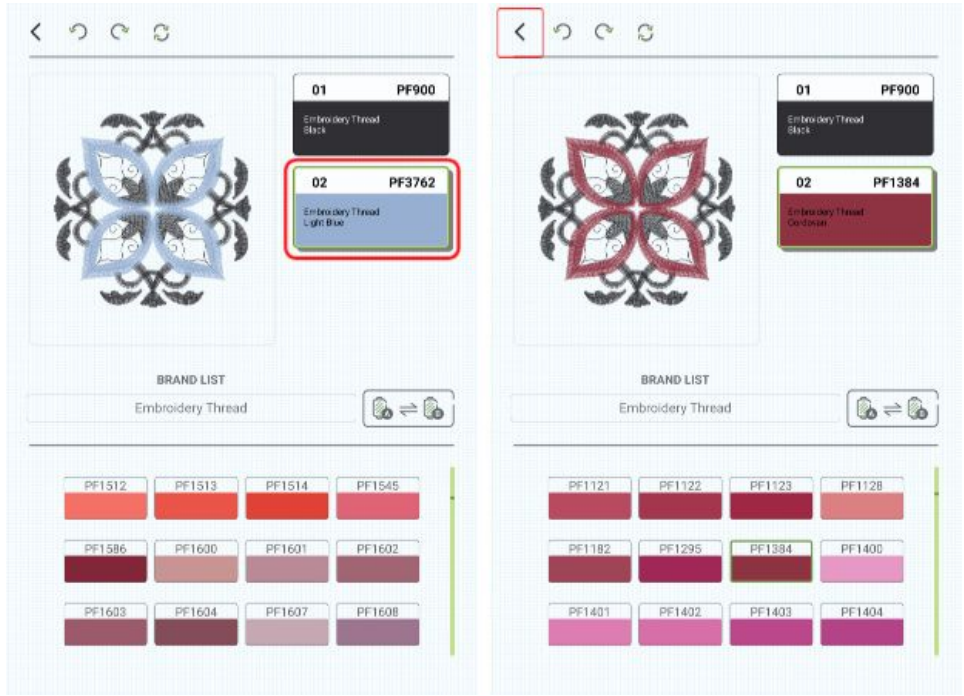 01 PF900
Embroidery Thread
Black
02 PF3762
Embroidery Thread
Light Blue
BRAND LIST
Embroidery Thread
PF1512 PF1513 PF1514 PF1545
PF1586 PF1600 PF1601 PF1602
PF1603 PF1604 PF1607 PF1608
01 PF900
Embroidery Thread
Black
02 PF1384
Embroidery Thread
BRAND LIST
Embroidery Thread
PF1121 PF1122 PF1123 PF1128
PF1182 PF1295 PF1384 PF1400
PF1401 PF1402 PF1403 PF1404